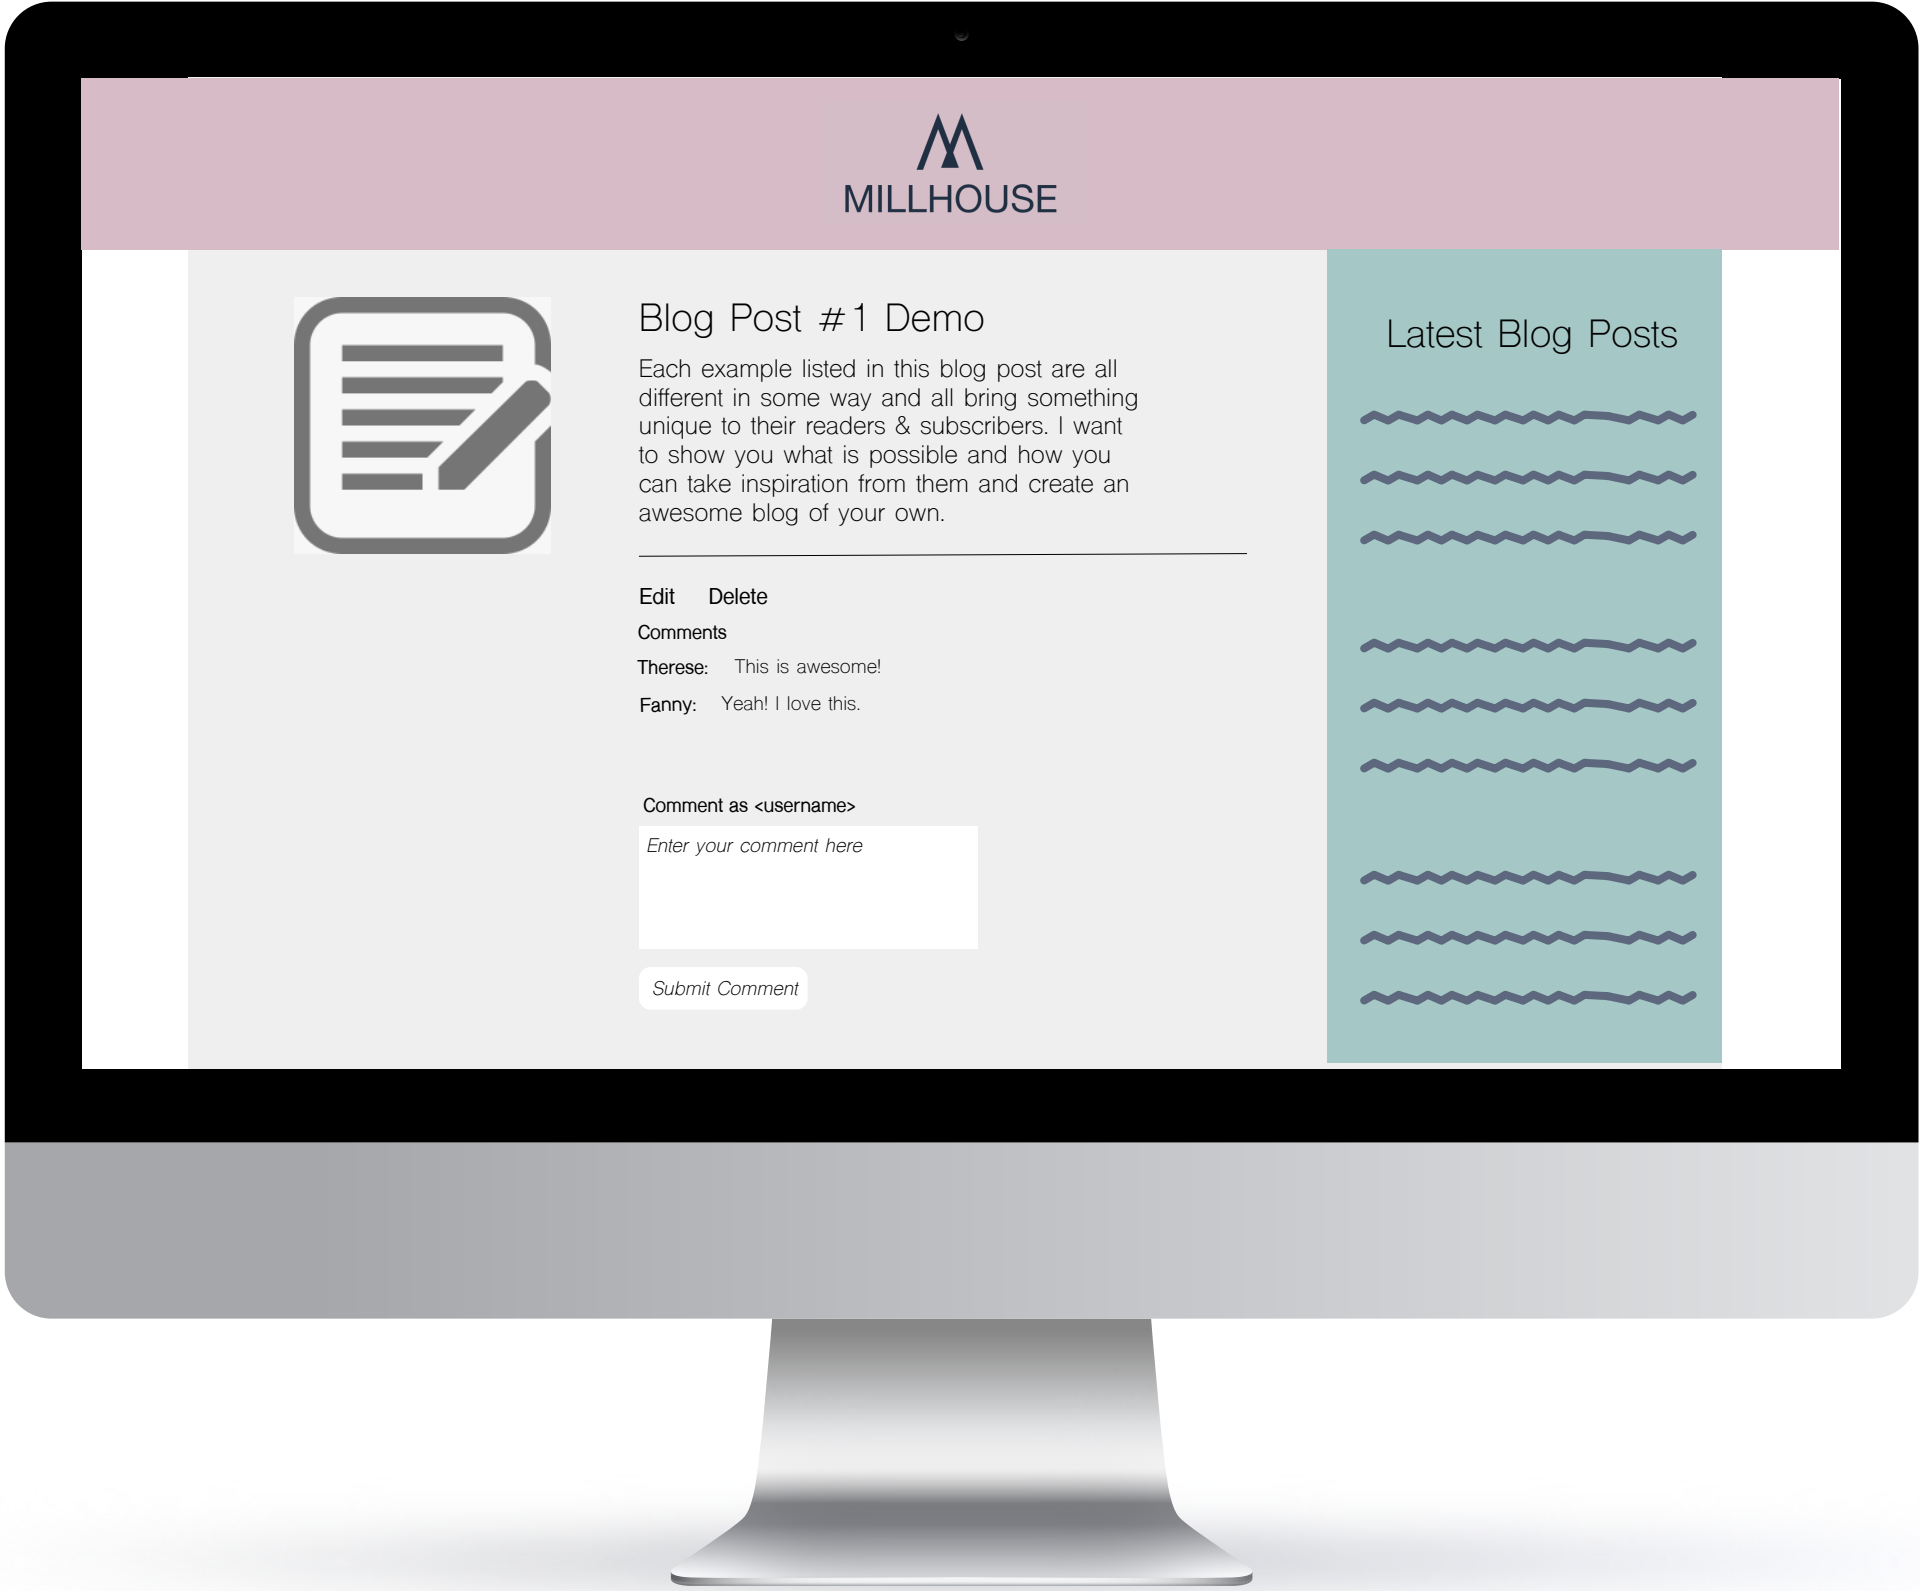 MILLHOUSE
Blog Post #1 Demo
Each example listed in this blog post are all
different in some way and all bring something
unique to their readers & subscribers. I want
to show you what is possible and how you
can take inspiration from them and create an
awesome blog of your own.
Edit Delete
Comments
Therese: This is awesome!
Fanny: Yeah! I love this.
Comment as <username>
Enter your comment here
Submit Comment
Latest Blog Posts